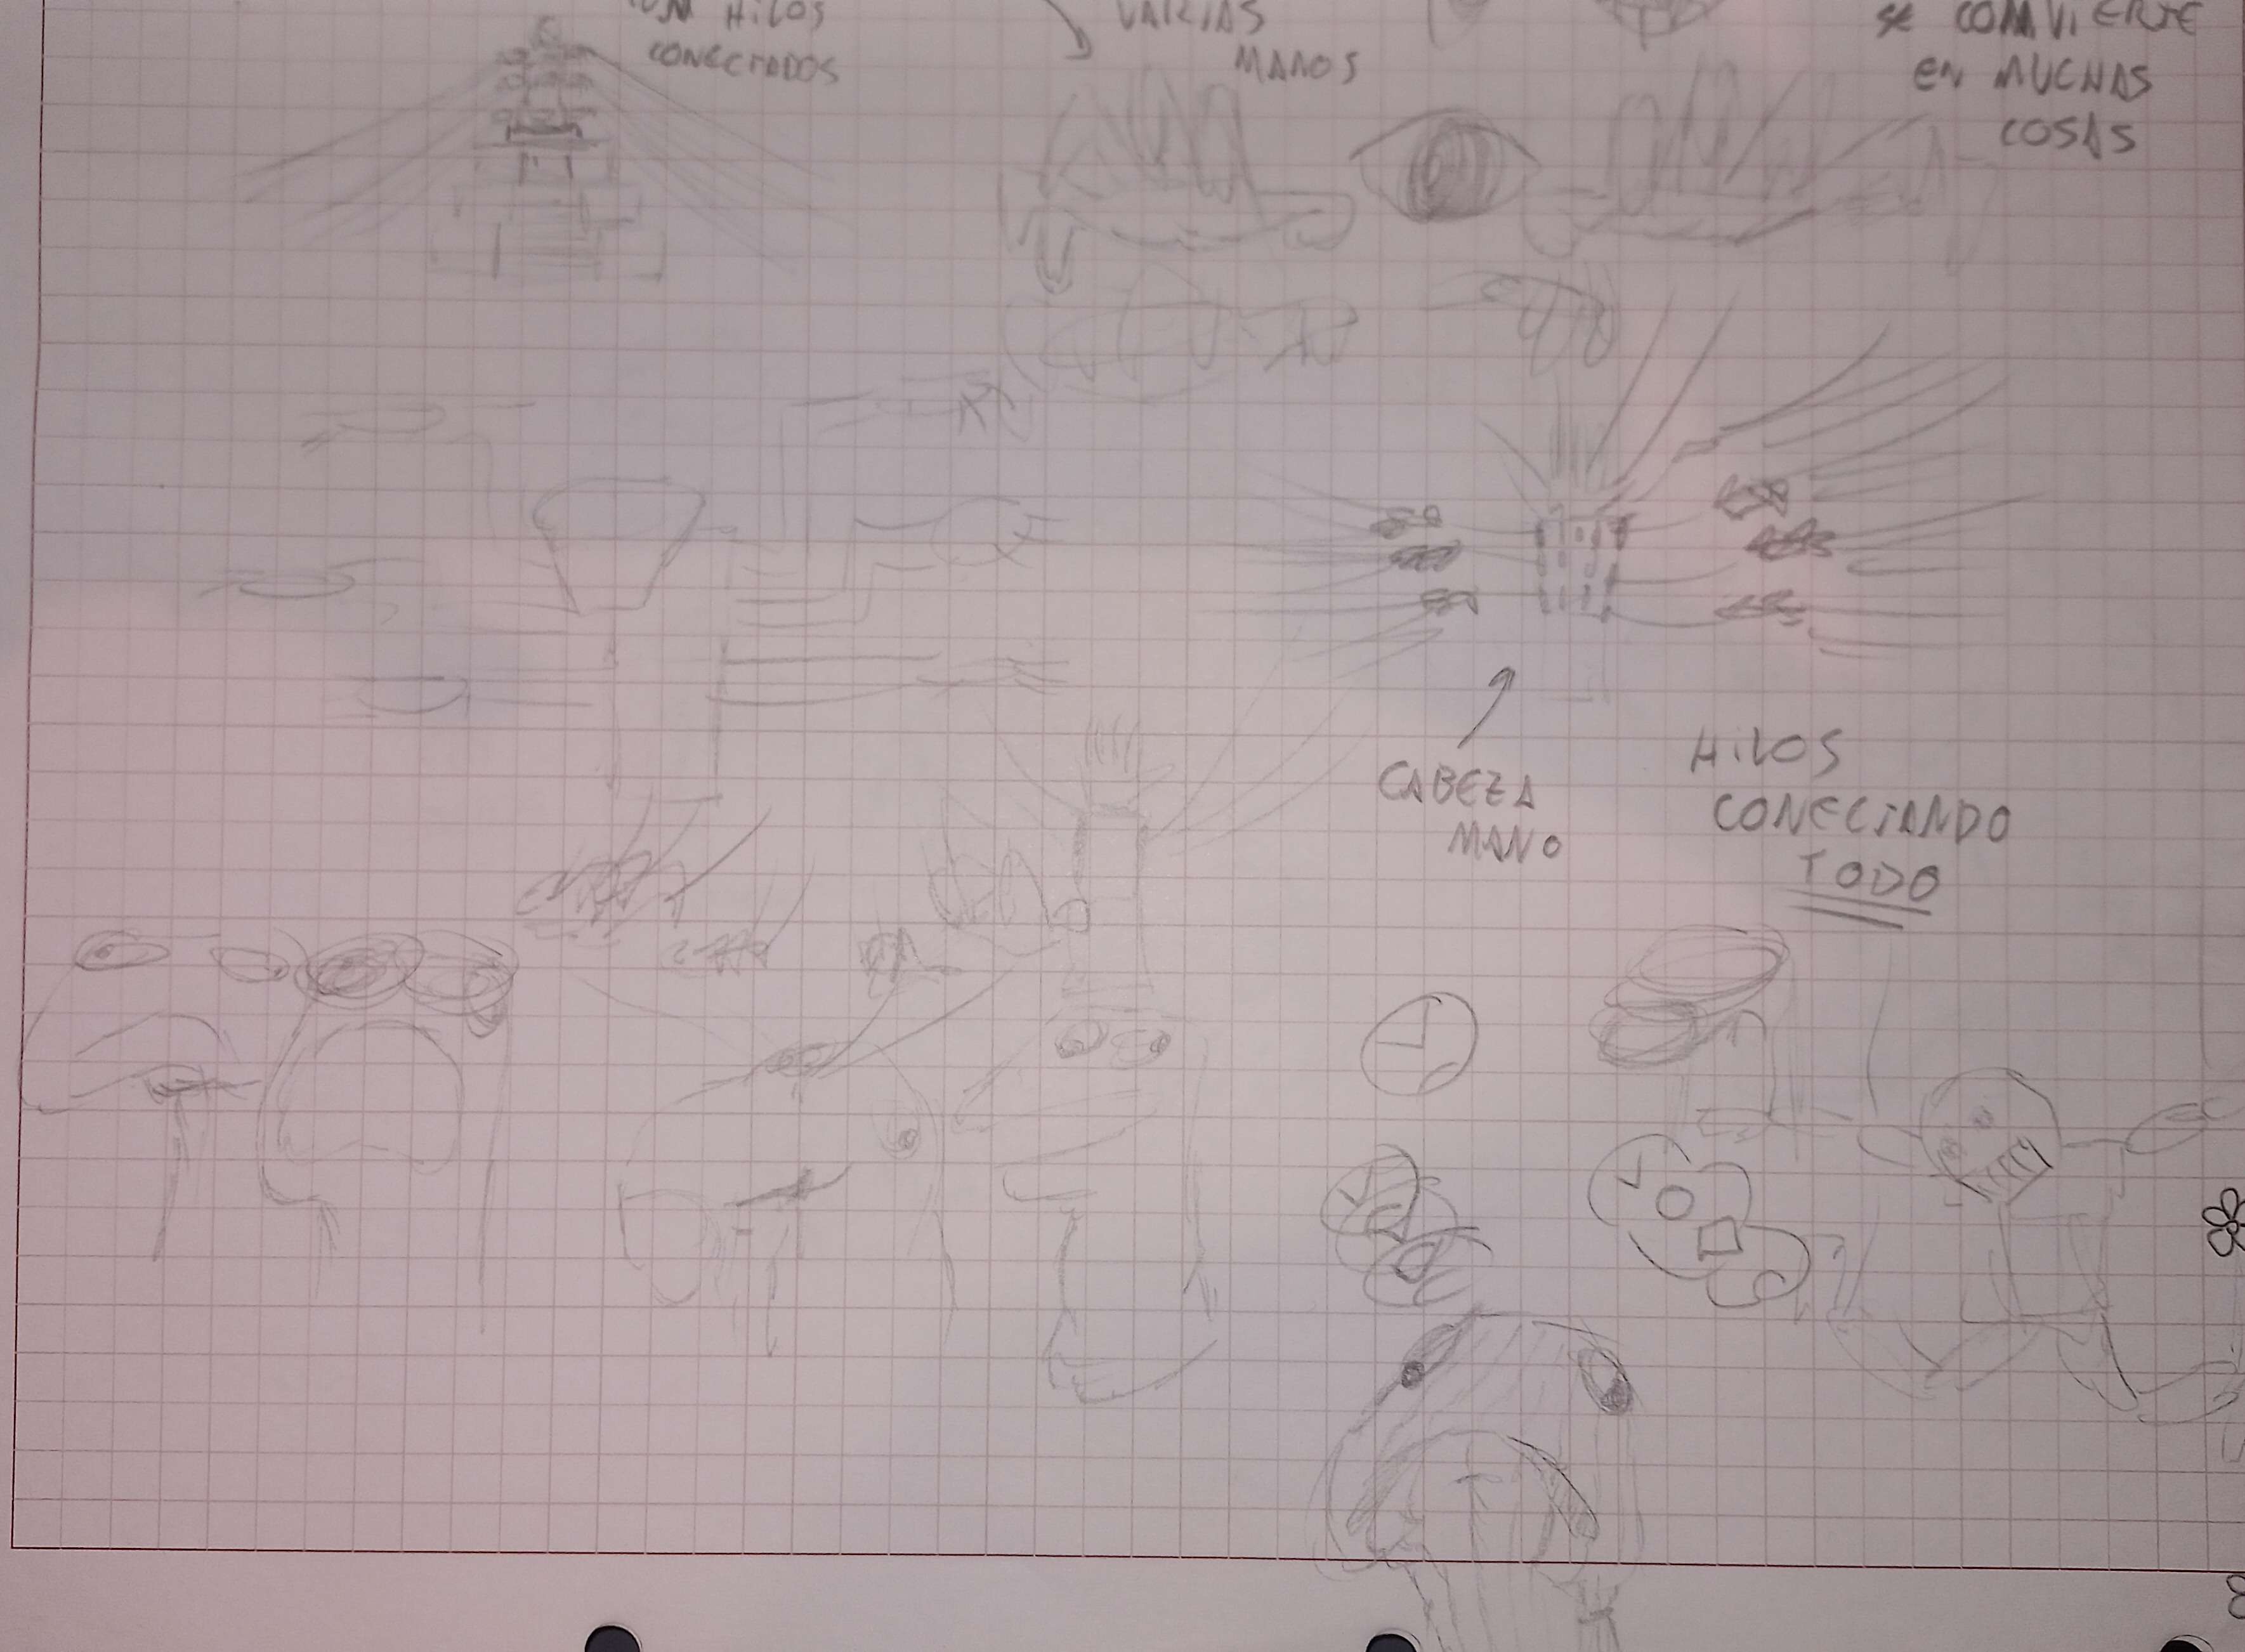 HILOS
CONECTADOS
VARIAS
MANOS
SE CONVIERTE
EN MUCHAS
COSAS
CABEZA
MANO
HILOS
CONECTANDO
TODO